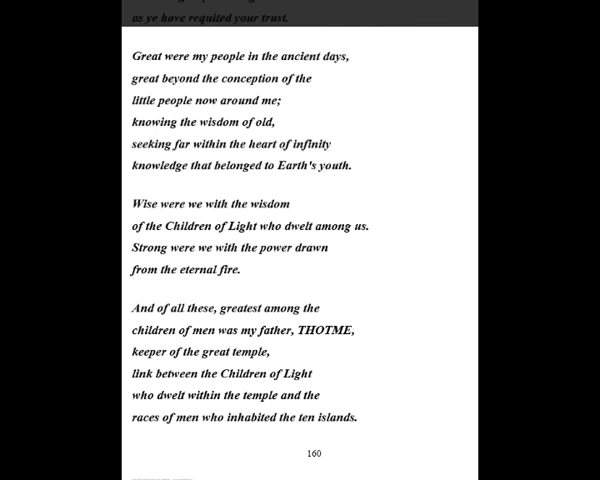 as ye have requited your trust.
Great were my people in the ancient days,
great beyond the conception of the
little people now around me;
knowing the wisdom of old,
seeking far within the heart of infinity
knowledge that belonged to Earth's youth.
Wise were we with the wisdom
of the Children of Light who dwelt among us.
Strong were we with the power drawn
from the eternal fire.
And of all these, greatest among the
children of men was my father, THOTME,
keeper of the great temple,
link between the Children of Light
who dwelt within the temple and the
races of men who inhabited the ten islands.
160